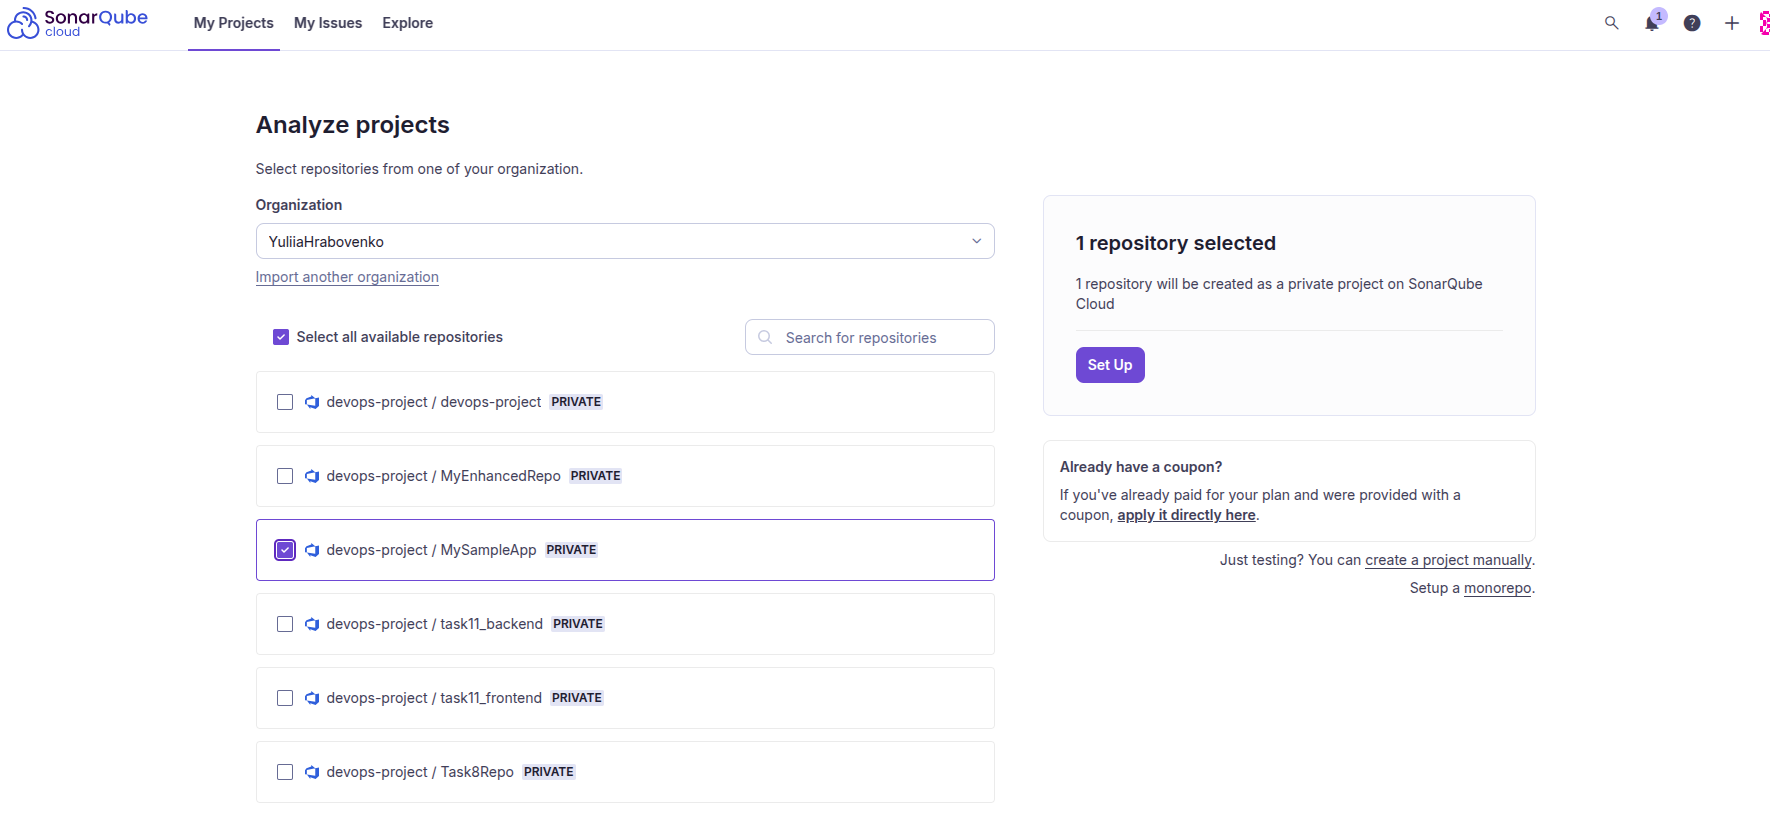 SonarQube
cloud
My Projects
My Issues
Explore
1
?
Analyze projects
Select repositories from one of your organization.
Organization
YuliiaHrabovenko
Import another organization
Select all available repositories
Search for repositories
devops-project / devops-project PRIVATE
devops-project / MyEnhancedRepo PRIVATE
devops-project / MySampleApp PRIVATE
devops-project / task11_backend PRIVATE
devops-project / task11_frontend PRIVATE
devops-project / Task8Repo PRIVATE
1 repository selected
1 repository will be created as a private project on SonarQube
Cloud
Set Up
Already have a coupon?
If you've already paid for your plan and were provided with a
coupon, apply it directly here.
Just testing? You can create a project manually.
Setup a monorepo.